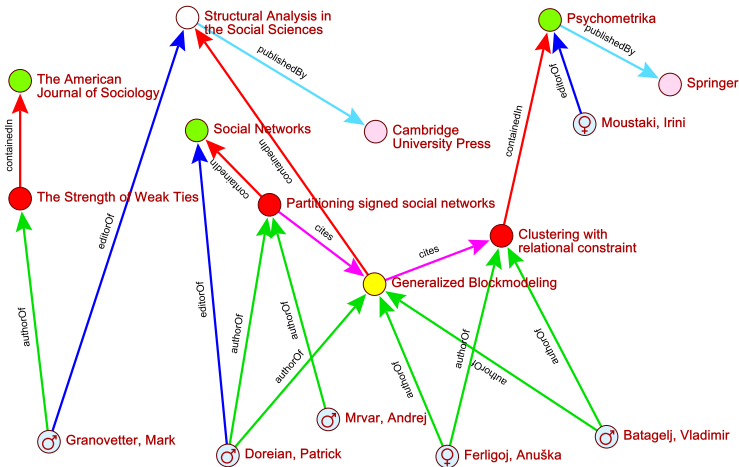 Structural Analysis in
the Social Sciences
Psychometrika
publishedBy
publishedBy
The American
Journal of Sociology
Springer
editorOf
Moustaki, Irini
Social Networks
Cambridge
University Press
containedIn
containedIn
containedIn
containedIn
The Strength of Weak Ties
Partitioning signed social networks
editorOf
cites
Clustering with
relational constraint
cites
Generalized Blockmodeling
editorOf
authorOf
authorOf
authorOf
authorOf
authorOf
authorOf
authorOf
authorOf
Mrvar, Andrej
Granovetter, Mark
Doreian, Patrick
Ferligoj, Anuška
Batagelj, Vladimir